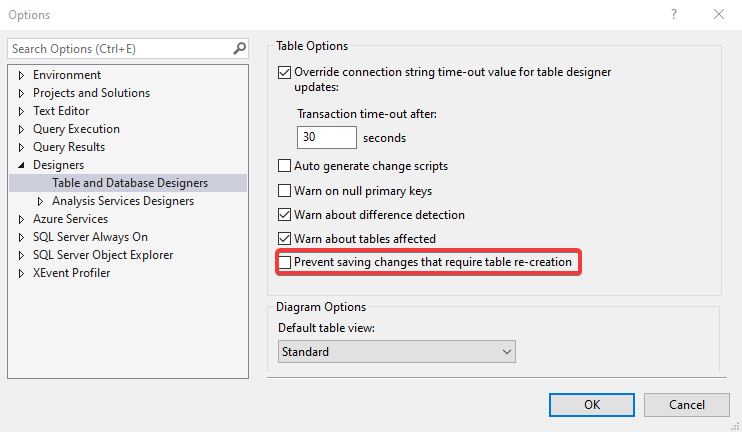 Options
?
Search Options (Ctrl+E)
Environment
Projects and Solutions
Text Editor
Query Execution
Query Results
Designers
Table and Database Designers
Analysis Services Designers
Azure Services
SQL Server Always On
SQL Server Object Explorer
XEvent Profiler
Table Options
Override connection string time-out value for table designer
updates:
Transaction time-out after:
30 seconds
Auto generate change scripts
Warn on null primary keys
Warn about difference detection
Warn about tables affected
Prevent saving changes that require table re-creation
Diagram Options
Default table view:
Standard
OK Cancel